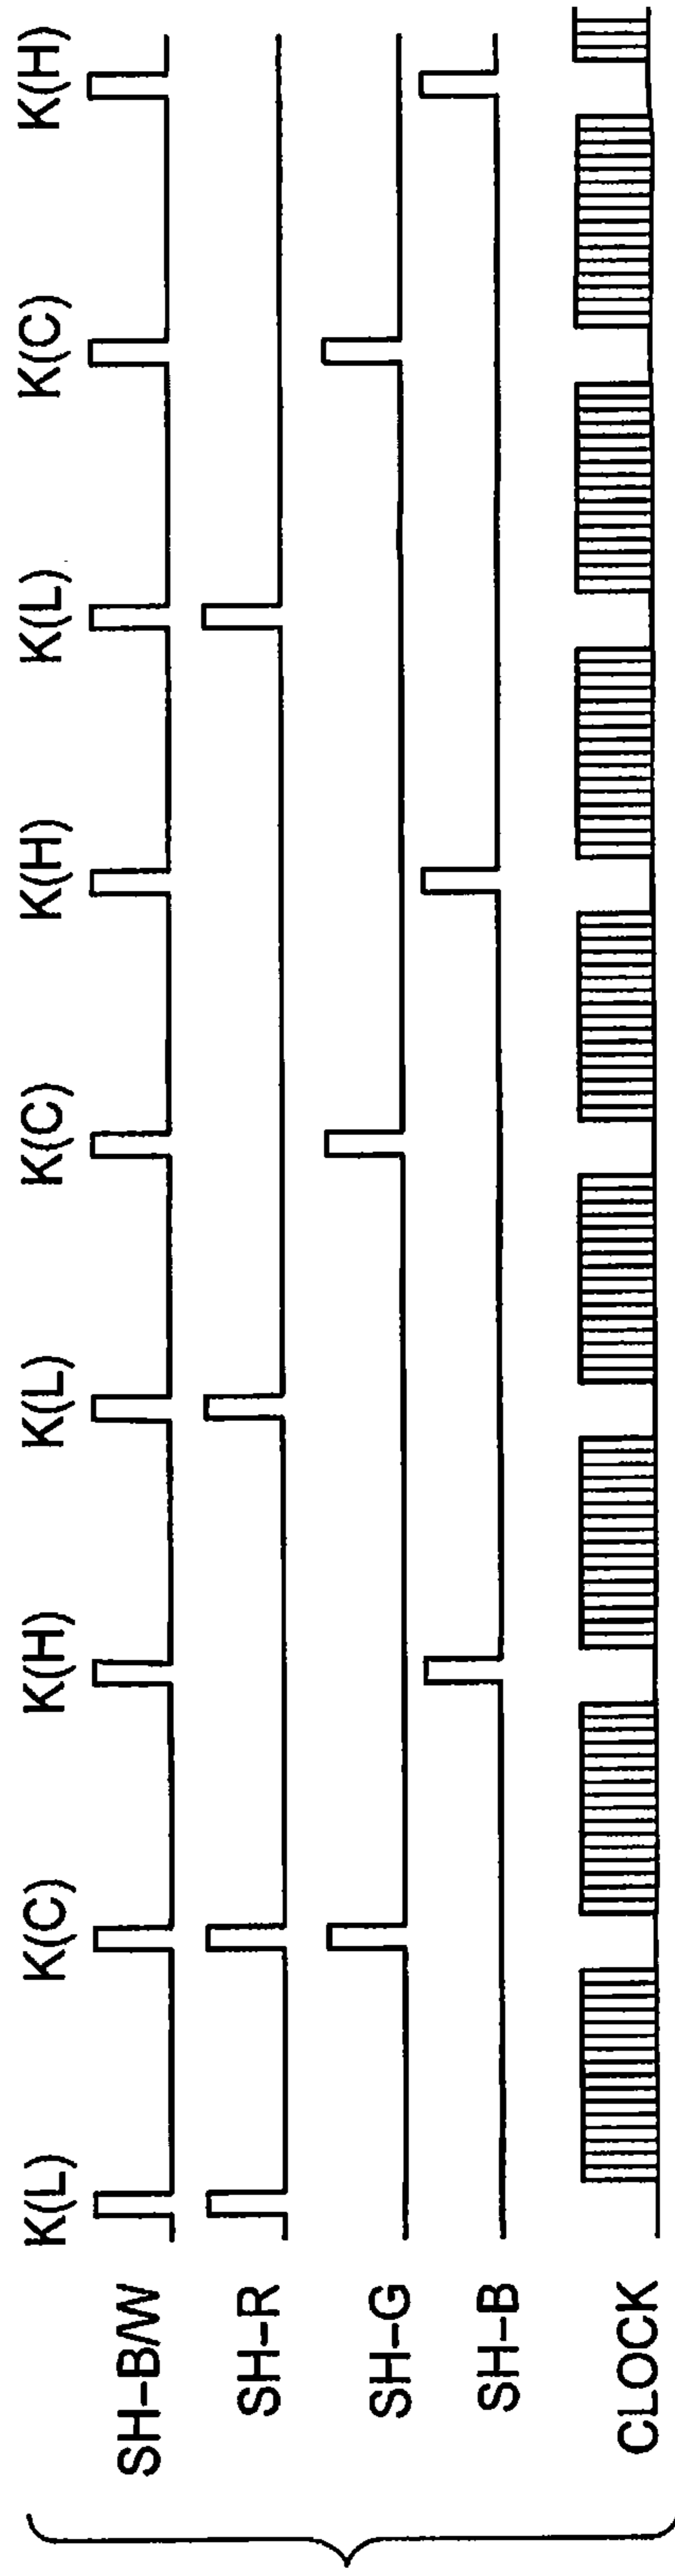 K(L) K(C) K(H) K(L) K(C) K(H) K(L) K(C) K(H)
SH-B/W
SH-R
SH-G
SH-B
CLOCK